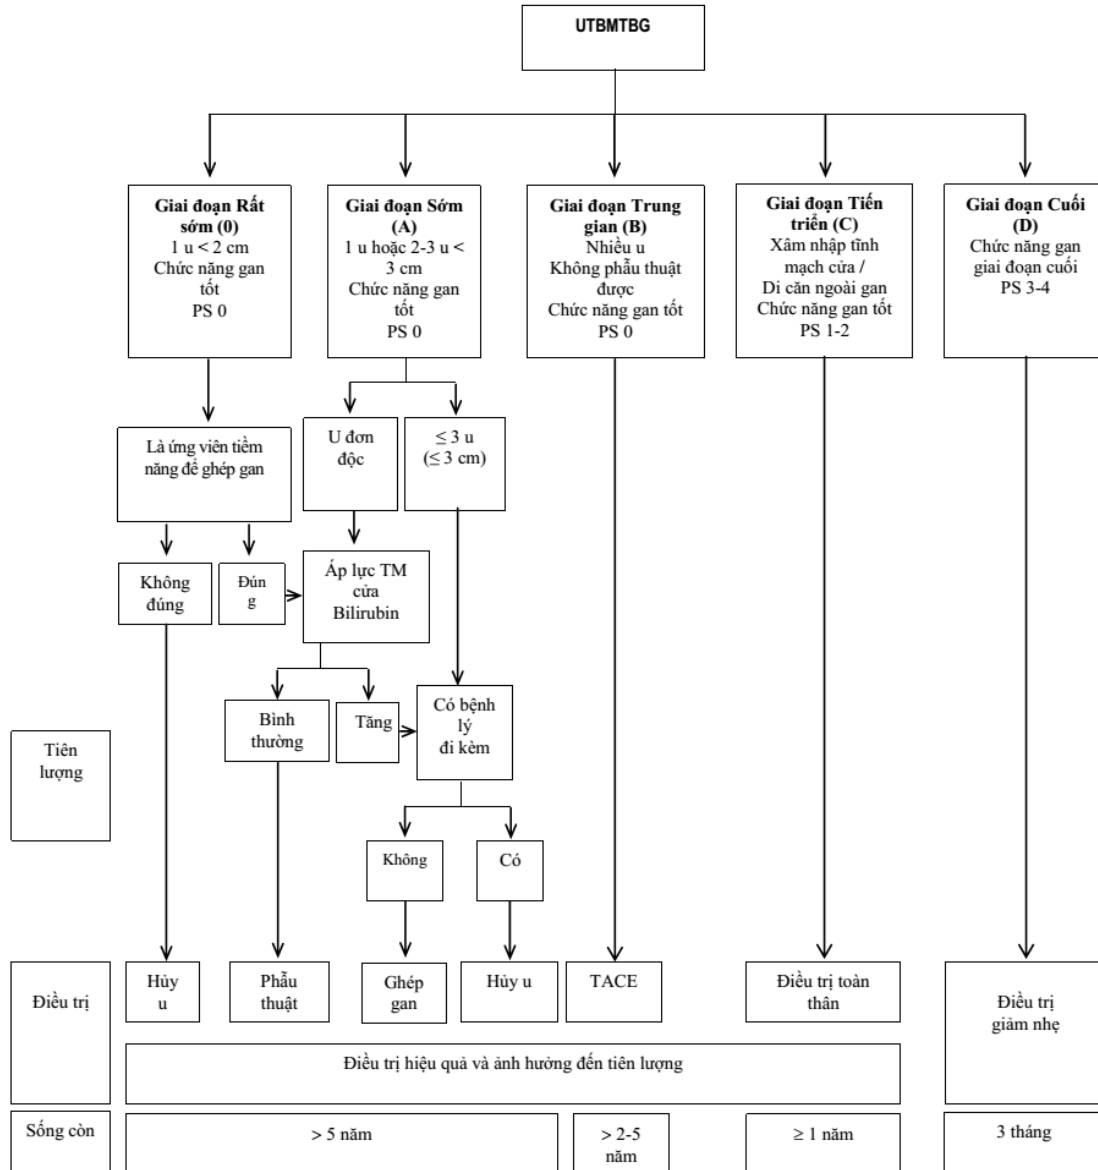 UTBMTBG
Giai đoạn Rất
sớm (0)
1 u < 2 cm
Chức năng gan
tốt
PS 0
Giai đoạn Sớm
(A)
1 u hoặc 2-3 u <
3 cm
Chức năng gan
tốt
PS 0
Giai đoạn Trung
gian (B)
Nhiều u
Không phẫu thuật
được
Chức năng gan tốt
PS 0
Giai đoạn Tiến
triển (C)
Xâm nhập tĩnh
mạch cửa /
Di căn ngoài gan
Chức năng gan tốt
PS 1-2
Giai đoạn Cuối
(D)
Chức năng gan
giai đoạn cuối
PS 3-4
Là ứng viên tiềm
năng để ghép gan
U đơn
độc
≤ 3 u
(≤ 3 cm)
Không
đúng
Đún
g
Áp lực TM
cửa
Bilirubin
Bình
thường
Tăng
Có bệnh
lý
đi kèm
Tiên
lượng
Không
Có
Điều trị
Hủy
u
Phẫu
thuật
Ghép
gan
Hủy u
TACE
Điều trị toàn
thân
Điều trị
giảm nhẹ
Điều trị hiệu quả và ảnh hưởng đến tiên lượng
Sống còn
> 5 năm
> 2-5
năm
≥ 1 năm
3 tháng